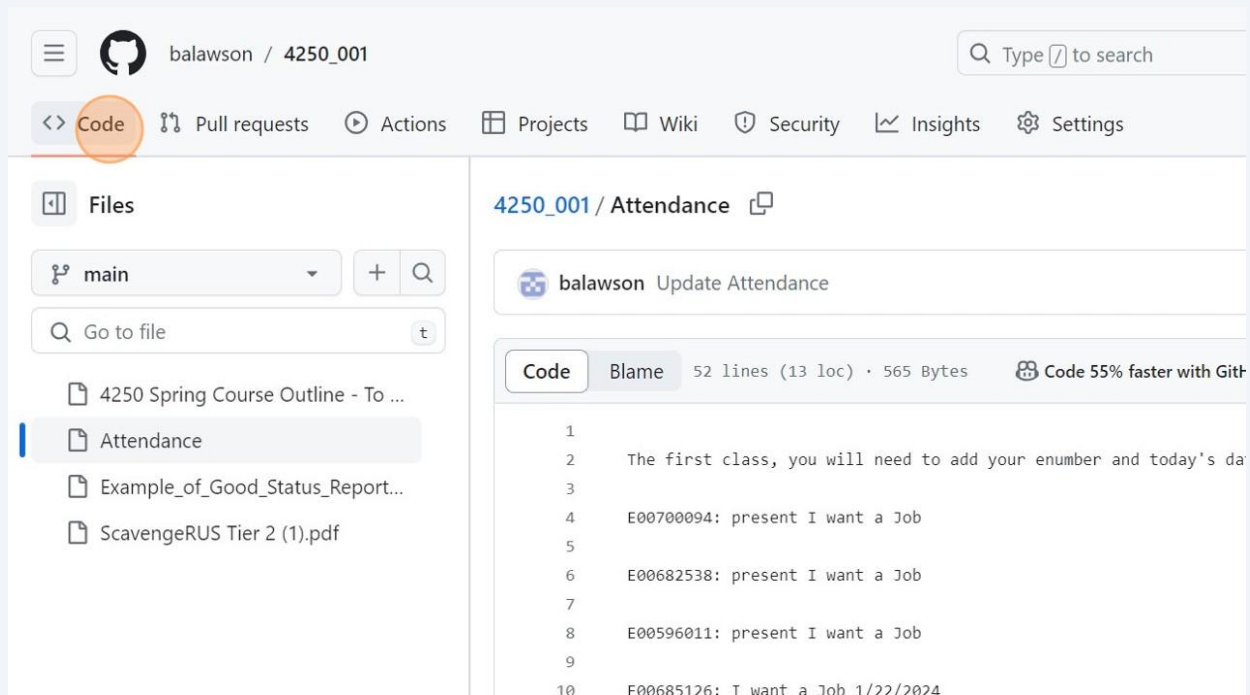 balawson / 4250_001
Type / to search
Code Pull requests Actions Projects Wiki Security Insights Settings
Files
main
Go to file t
4250 Spring Course Outline - To ...
Attendance
Example_of_Good_Status_Report...
ScavengeRUS Tier 2 (1).pdf
4250_001 / Attendance
balawson Update Attendance
Code Blame 52 lines (13 loc) · 565 Bytes Code 55% faster with GitH
1
2 The first class, you will need to add your enumber and today's da
3
4 E00700094: present I want a Job
5
6 E00682538: present I want a Job
7
8 E00596011: present I want a Job
9
10 E00685126: I want a Job 1/22/2024